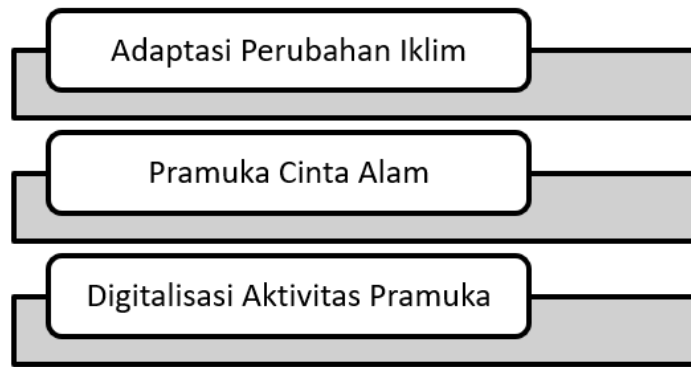 Adaptasi Perubahan Iklim
Pramuka Cinta Alam
Digitalisasi Aktivitas Pramuka